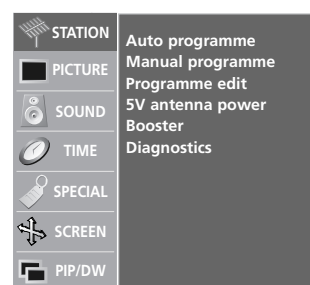 STATION
PICTURE
SOUND
TIME
SPECIAL
SCREEN
PIP/DW
Auto programme
Manual programme
Programme edit
5V antenna power
Booster
Diagnostics